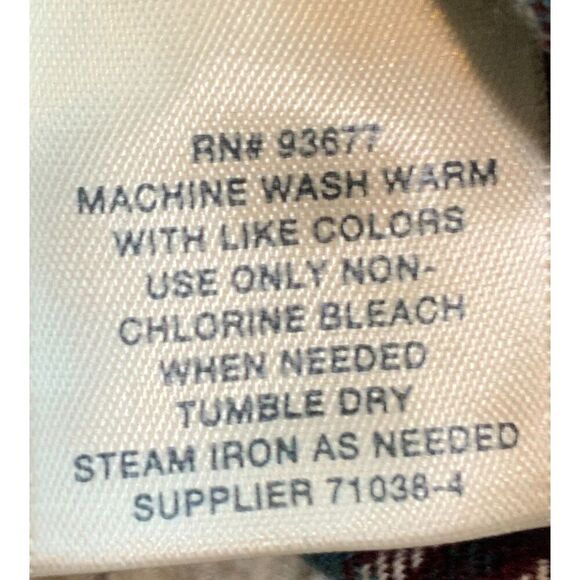 RN# 93677
MACHINE WASH WARM
WITH LIKE COLORS
USE ONLY NON-
CHLORINE BLEACH
WHEN NEEDED
TUMBLE DRY
STEAM IRON AS NEEDED
SUPPLIER 71038-4